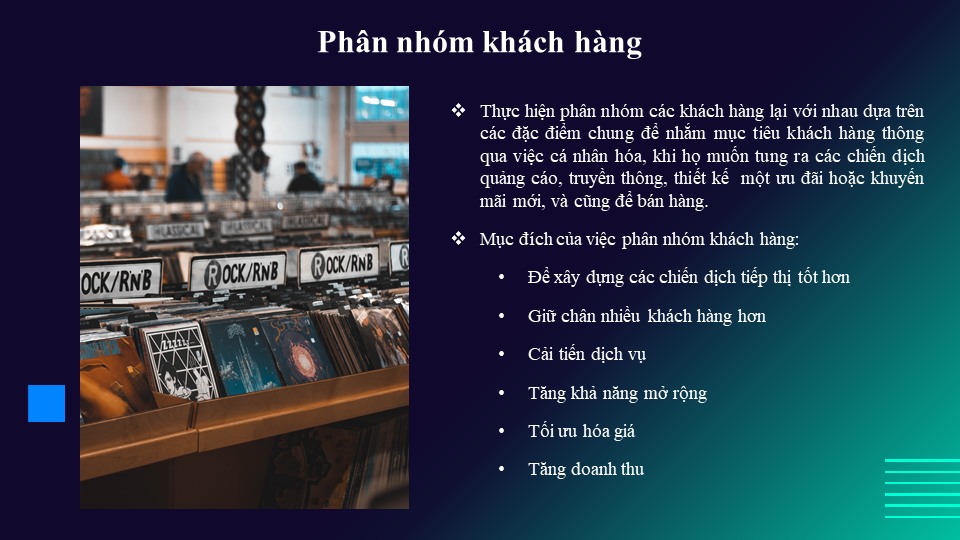 Phân nhóm khách hàng
❖ Thực hiện phân nhóm các khách hàng lại với nhau dựa trên
các đặc điểm chung để nhắm mục tiêu khách hàng thông
qua việc cá nhân hóa, khi họ muốn tung ra các chiến dịch
quảng cáo, truyền thông, thiết kế một ưu đãi hoặc khuyến
mãi mới, và cũng để bán hàng.
❖ Mục đích của việc phân nhóm khách hàng:
• Để xây dựng các chiến dịch tiếp thị tốt hơn
• Giữ chân nhiều khách hàng hơn
• Cải tiến dịch vụ
• Tăng khả năng mở rộng
• Tối ưu hóa giá
• Tăng doanh thu
CLASSICAL
CLASSICAL
CLASSICAL
OCK/RNB
ROCK/RNB
ROCK/RNB
R
ZZZZZ...